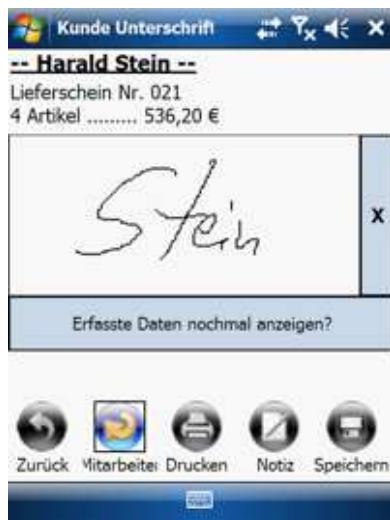 Kunde Unterschrift
-- Harald Stein --
Lieferschein Nr. 021
4 Artikel ......... 536,20 €
Stein
X
Erfasste Daten nochmal anzeigen?
Zurück Mitarbeiter Drucken Notiz Speichern